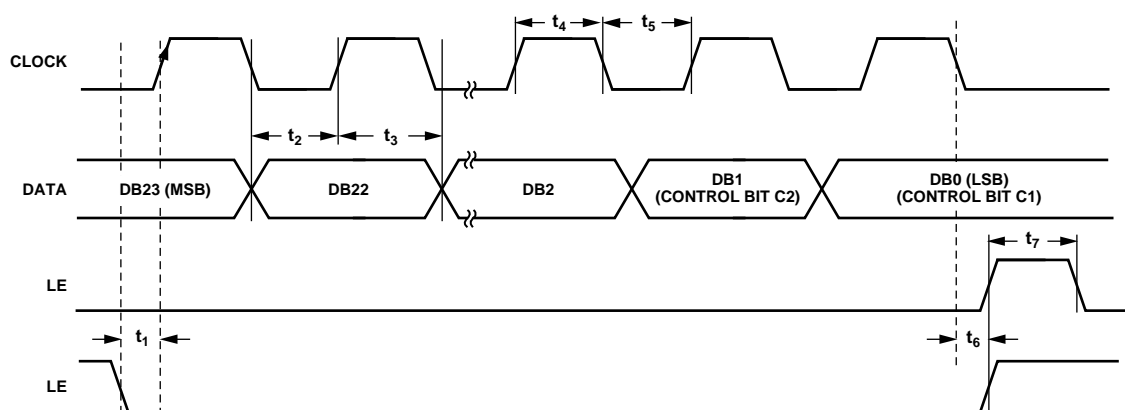 t4
t5
CLOCK
t2
t3
DATA
DB23 (MSB)
DB22
DB2
DB1
(CONTROL BIT C2)
DB0 (LSB)
(CONTROL BIT C1)
t7
LE
t1
t6
LE